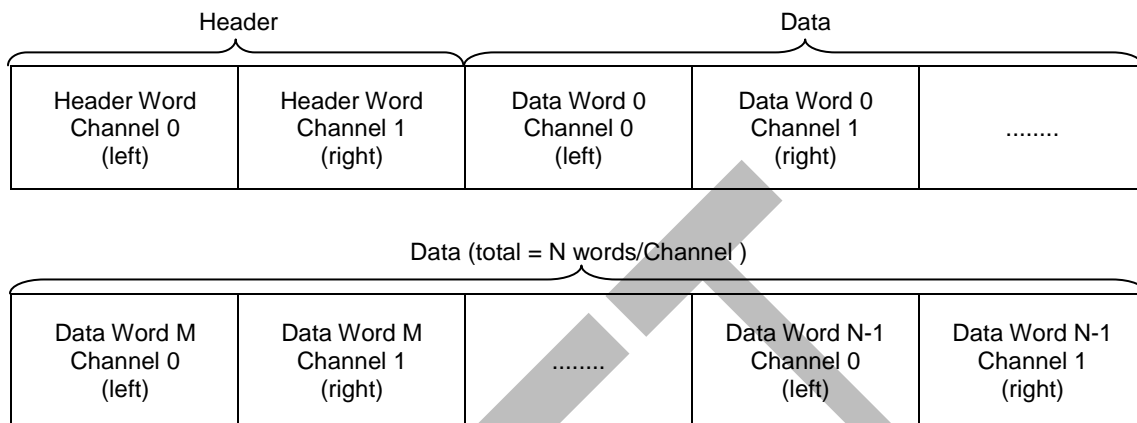 Header Data
Header Word Channel 0 (left)
Header Word Channel 1 (right)
Data Word 0 Channel 0 (left)
Data Word 0 Channel 1 (right)
........
Data (total = N words/Channel )
Data Word M Channel 0 (left)
Data Word M Channel 1 (right)
........
Data Word N-1 Channel 0 (left)
Data Word N-1 Channel 1 (right)